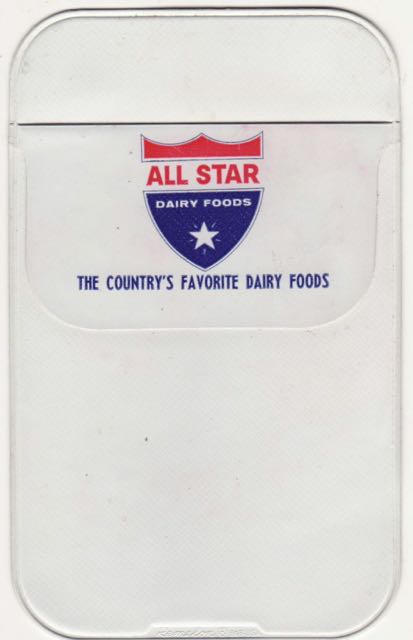 ALL STAR
DAIRY FOODS
THE COUNTRY'S FAVORITE DAIRY FOODS